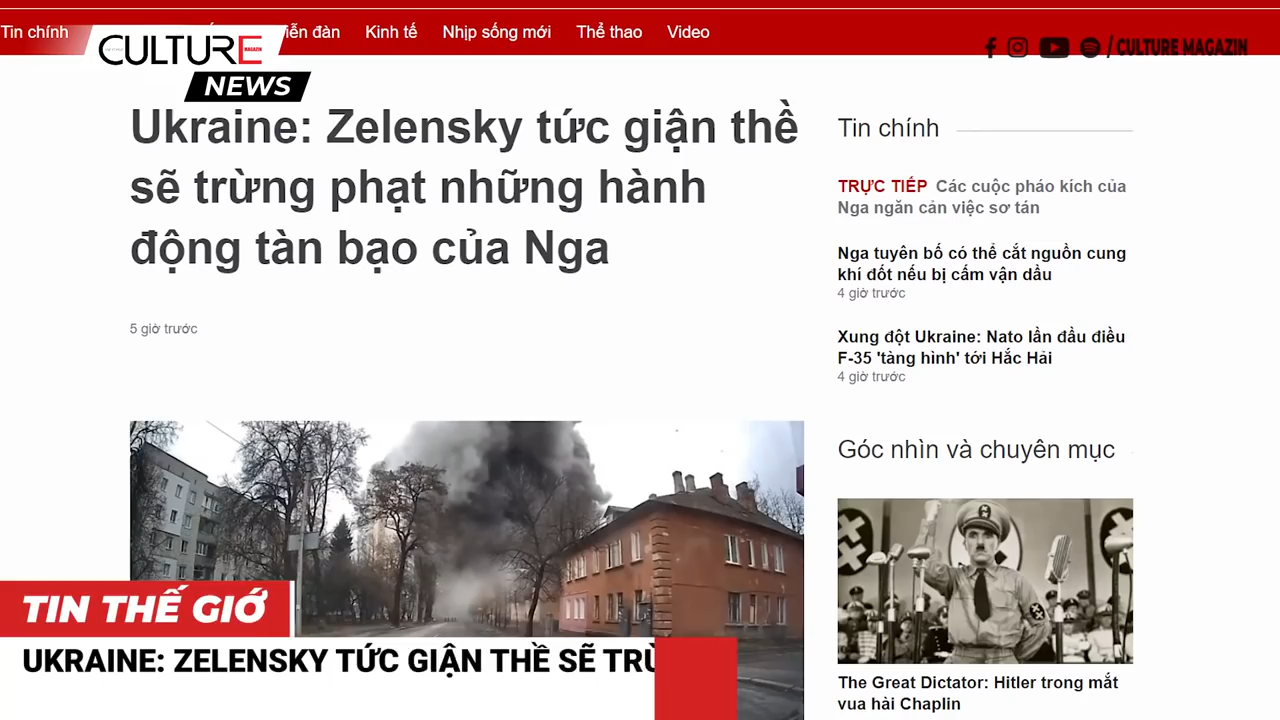 Tin chính
iễn đàn
Kinh tế
Nhịp sống mới
Thể thao
Video
CULTURE
MAGAZIN
NEWS
/ CULTURE MAGAZIN
Ukraine: Zelensky tức giận thề
sẽ trừng phạt những hành
động tàn bạo của Nga
5 giờ trước
Tin chính
TRỰC TIẾP Các cuộc pháo kích của
Nga ngăn cản việc sơ tán
Nga tuyên bố có thể cắt nguồn cung
khí đốt nếu bị cấm vận dầu
4 giờ trước
Xung đột Ukraine: Nato lần đầu điều
F-35 'tàng hình' tới Hắc Hải
4 giờ trước
Góc nhìn và chuyên mục
The Great Dictator: Hitler trong mắt
vua hài Chaplin
TIN THẾ GIỚ
UKRAINE: ZELENSKY TỨC GIẬN THỀ SẼ TRỪ